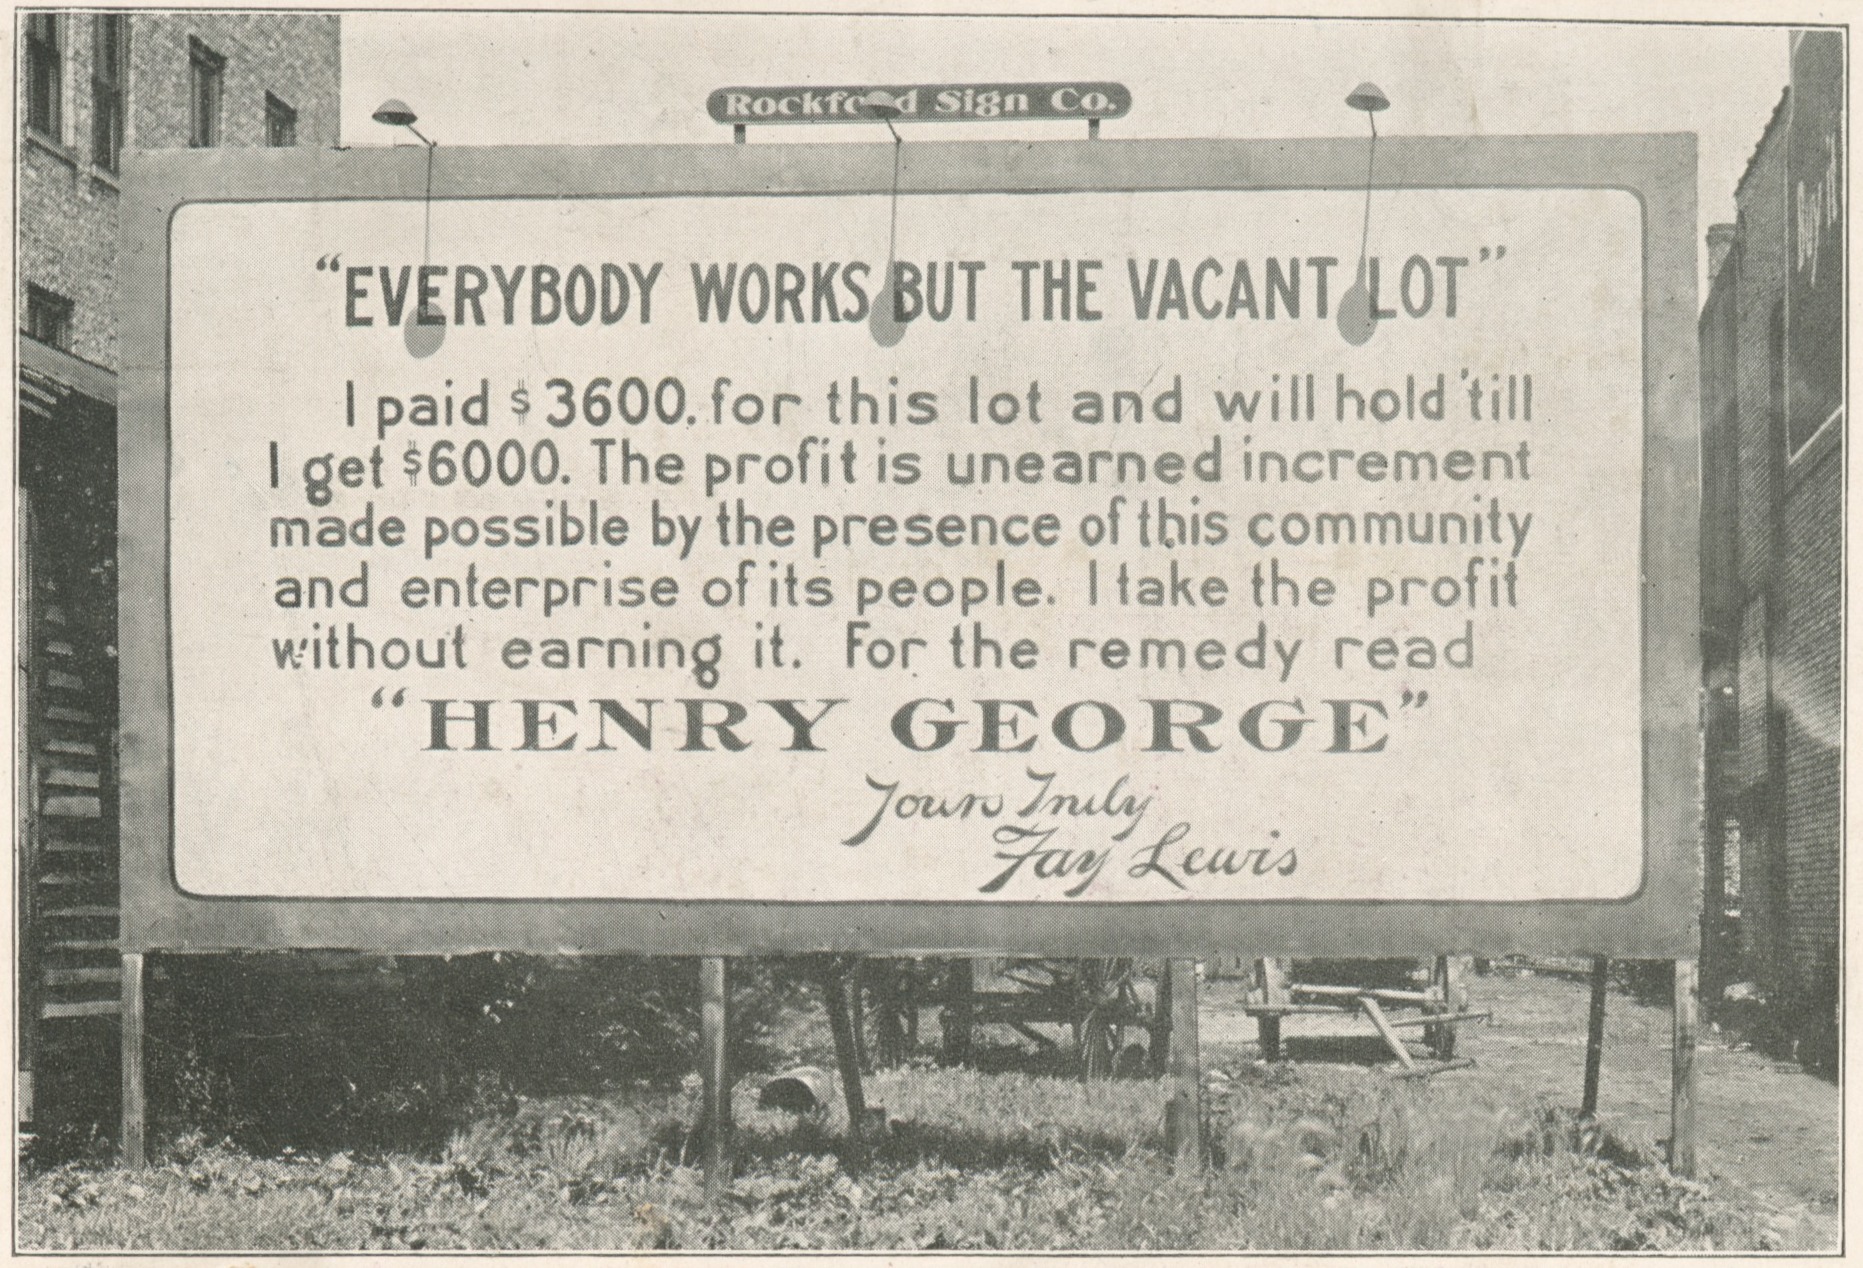 Rockford Sign Co.
"EVERYBODY WORKS BUT THE VACANT LOT"
I paid $3600. for this lot and will hold 'till
I get $6000. The profit is unearned increment
made possible by the presence of this community
and enterprise of its people. I take the profit
without earning it. For the remedy read
"HENRY GEORGE"
Yours Truly
Fay Lewis